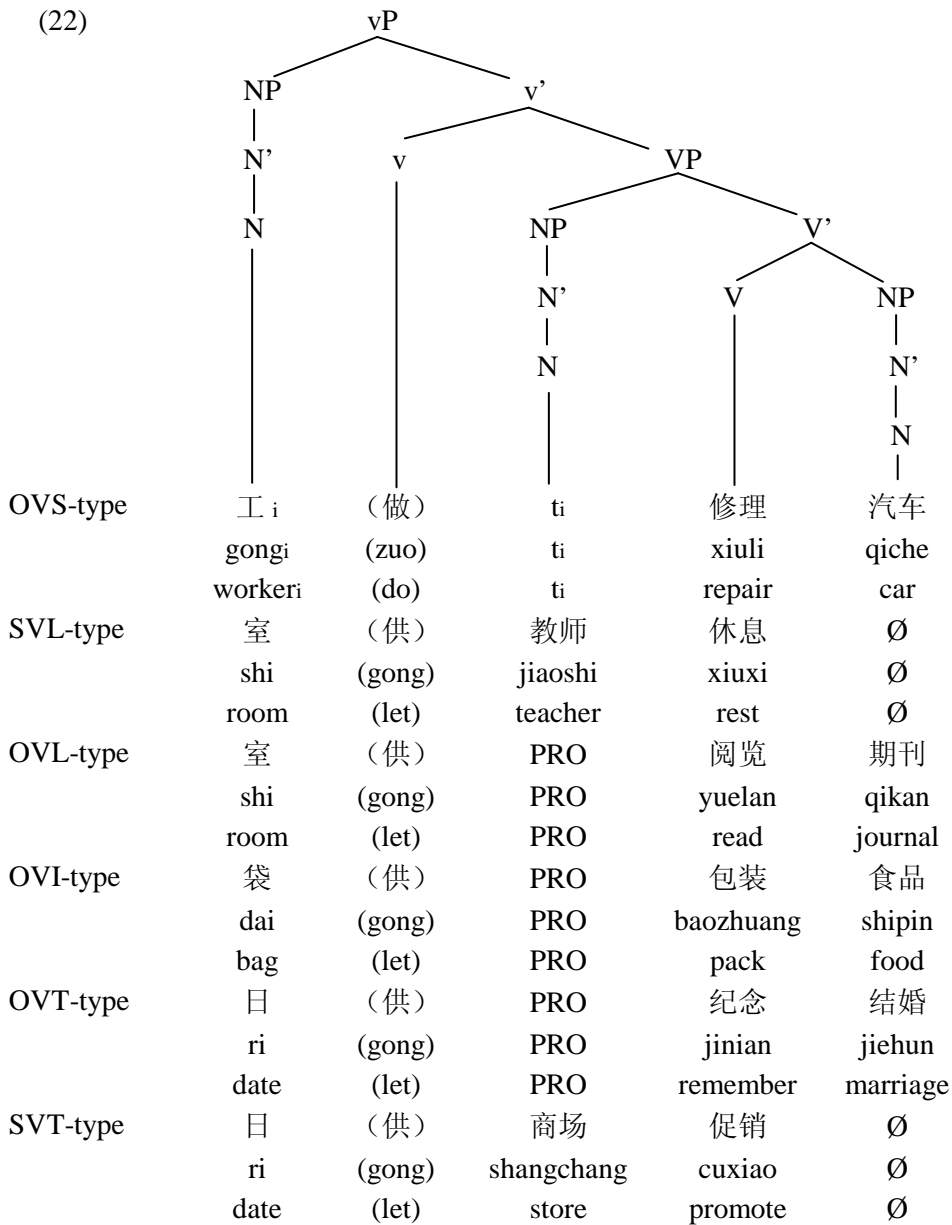 (22) vP
NP v’
N’ v VP
N NP V’
N’ V NP
N N’
N
OVS-type 工 i （做） ti 修理 汽车
gongi (zuo) ti xiuli qiche
workeri (do) ti repair car
SVL-type 室 （供） 教师 休息 Ø
shi (gong) jiaoshi xiuxi Ø
room (let) teacher rest Ø
OVL-type 室 （供） PRO 阅览 期刊
shi (gong) PRO yuelan qikan
room (let) PRO read journal
OVI-type 袋 （供） PRO 包装 食品
dai (gong) PRO baozhuang shipin
bag (let) PRO pack food
OVT-type 日 （供） PRO 纪念 结婚
ri (gong) PRO jinian jiehun
date (let) PRO remember marriage
SVT-type 日 （供） 商场 促销 Ø
ri (gong) shangchang cuxiao Ø
date (let) store promote Ø